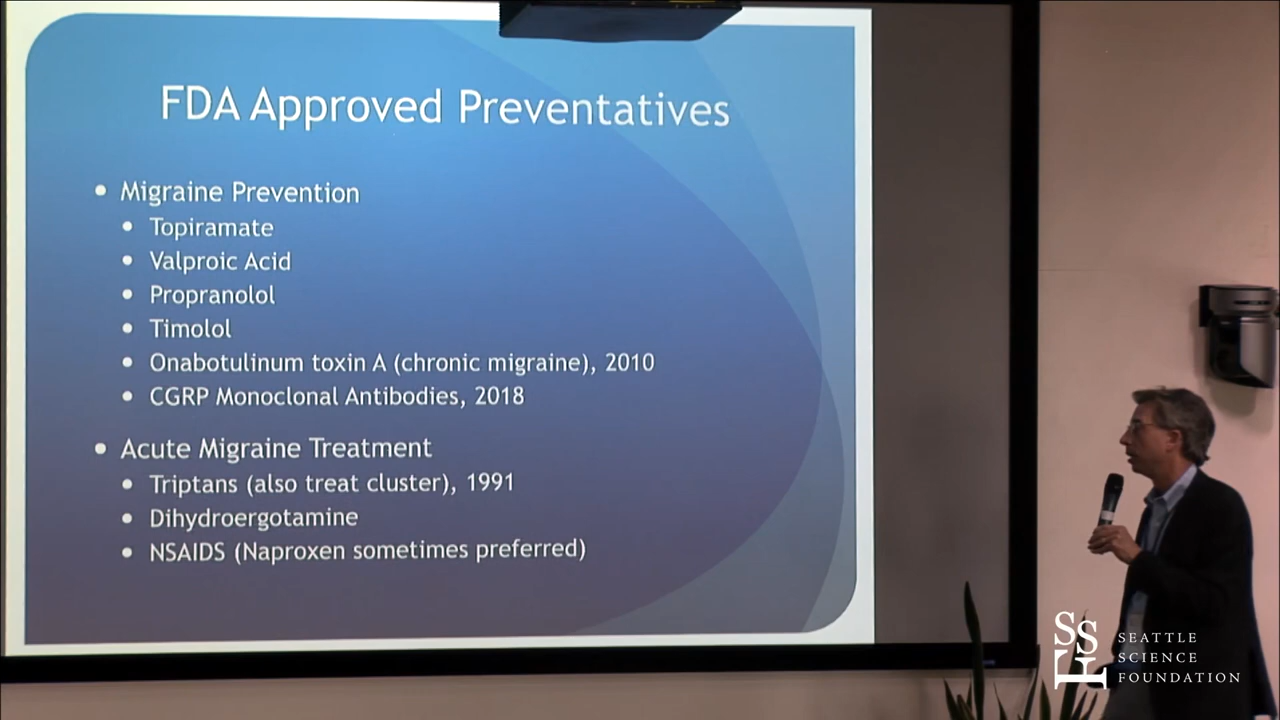 FDA Approved Preventatives
• Migraine Prevention
• Topiramate
• Valproic Acid
• Propranolol
• Timolol
• Onabotulinum toxin A (chronic migraine), 2010
• CGRP Monoclonal Antibodies, 2018
• Acute Migraine Treatment
• Triptans (also treat cluster), 1991
• Dihydroergotamine
• NSAIDS (Naproxen sometimes preferred)
SSF
SEATTLE
SCIENCE
FOUNDATION